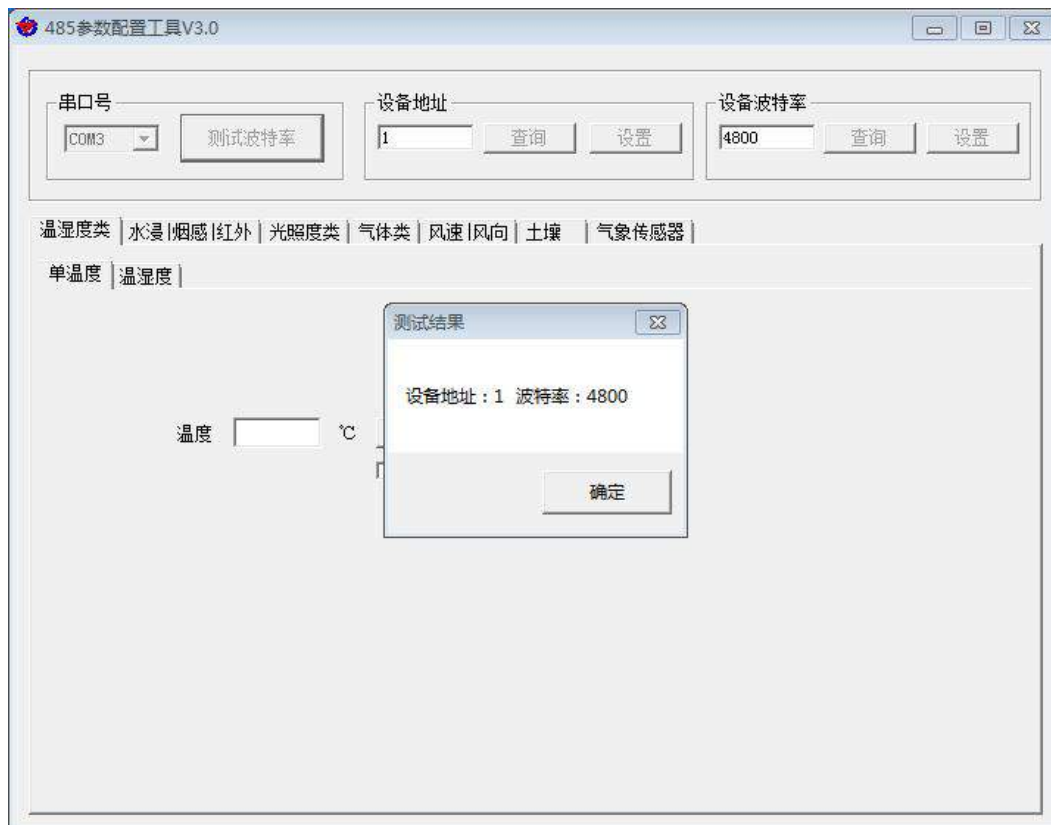 485参数配置工具V3.0
串口号 设备地址 设备波特率
COM3 测试波特率 1 查询 设置 4800 查询 设置
温湿度类 水浸|烟感|红外 光照度类 气体类 风速|风向 土壤 气象传感器
单温度 温湿度
测试结果
设备地址：1 波特率：4800
温度 ℃
确定